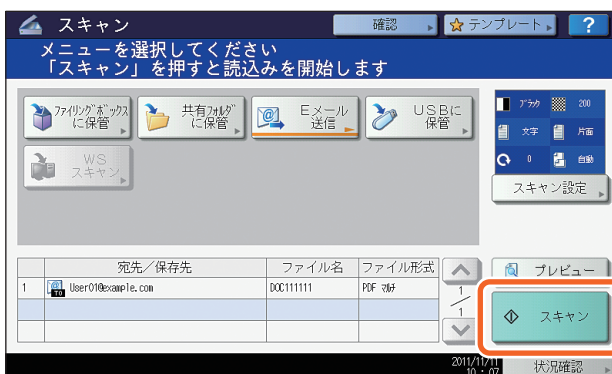 スキャン
確認
テンプレート
?
メニューを選択してください
「スキャン」を押すと読込みを開始します
ファイリングボックス
に保管
共有フォルダ
に保管
Eメール
送信
USBに
保管
WS
スキャン
ブラック
200
文字
片面
0
自動
スキャン設定
宛先/保存先
ファイル名
ファイル形式
1
TO
User01@example.com
DOC111111
PDF マルチ
1
1
プレビュー
スキャン
2011/11/11
10:07
状況確認